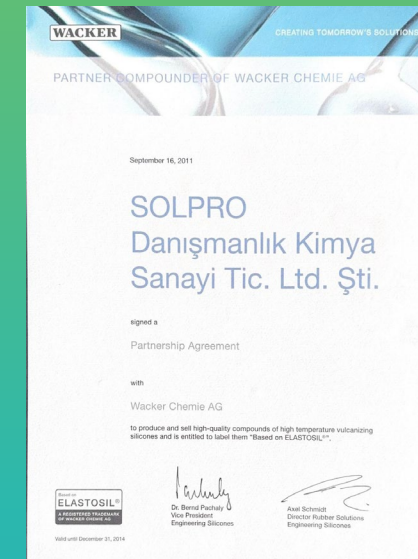 WACKER
CREATING TOMORROW'S SOLUTIONS
PARTNER COMPOUNDER OF WACKER CHEMIE AG
September 16, 2011
SOLPRO
Danışmanlık Kimya
Sanayi Tic. Ltd. Şti.
signed a
Partnership Agreement
with
Wacker Chemie AG
to produce and sell high-quality compounds of high temperature vulcanizing
silicones and is entitled to label them "Based on ELASTOSIL®".
Based on
ELASTOSIL®
A REGISTERED TRADEMARK
OF WACKER CHEMIE AG
Valid until December 31, 2014
Dr. Bernd Pachaly
Vice President
Engineering Silicones
Axel Schmidt
Director Rubber Solutions
Engineering Silicones